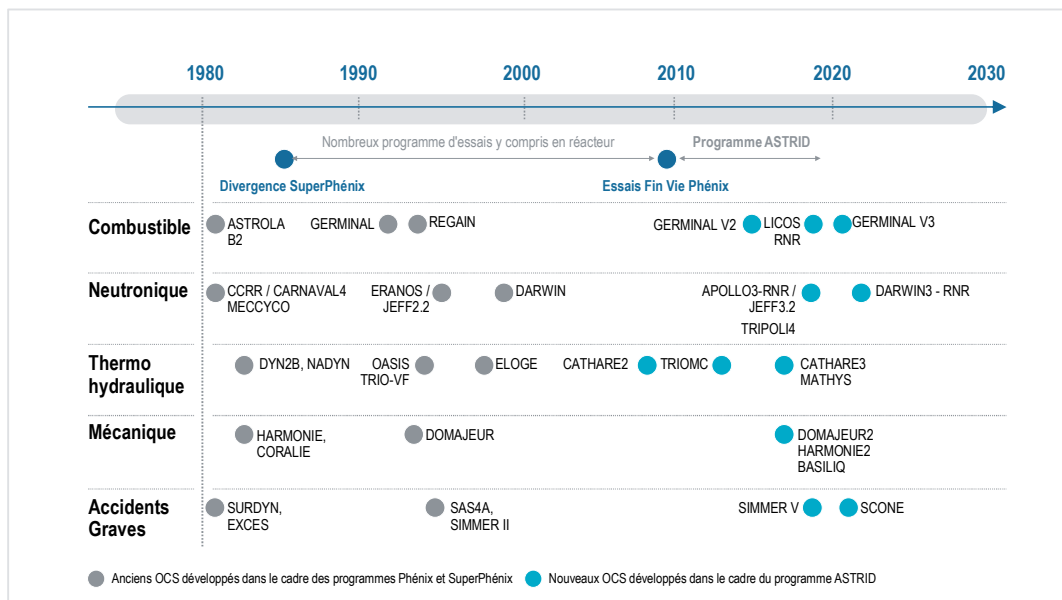 1980 1990 2000 2010 2020 2030
Nombreux programme d'essais y compris en réacteur
Programme ASTRID
Divergence SuperPhénix
Essais Fin Vie Phénix
Combustible
ASTROLA
B2
GERMINAL
REGAIN
GERMINAL V2
LICOS
RNR
GERMINAL V3
Neutronique
CCRR / CARNAVAL4
MECCYCO
ERANOS /
JEFF2.2
DARWIN
APOLLO3-RNR /
JEFF3.2
TRIPOLI4
DARWIN3 - RNR
Thermo
hydraulique
DYN2B, NADYN
OASIS
TRIO-VF
ELOGE
CATHARE2
TRIOMC
CATHARE3
MATHYS
Mécanique
HARMONIE,
CORALIE
DOMAJEUR
DOMAJEUR2
HARMONIE2
BASILIQ
Accidents
Graves
SURDYN,
EXCES
SAS4A,
SIMMER II
SIMMER V
SCONE
Anciens OCS développés dans le cadre des programmes Phénix et SuperPhénix
Nouveaux OCS développés dans le cadre du programme ASTRID